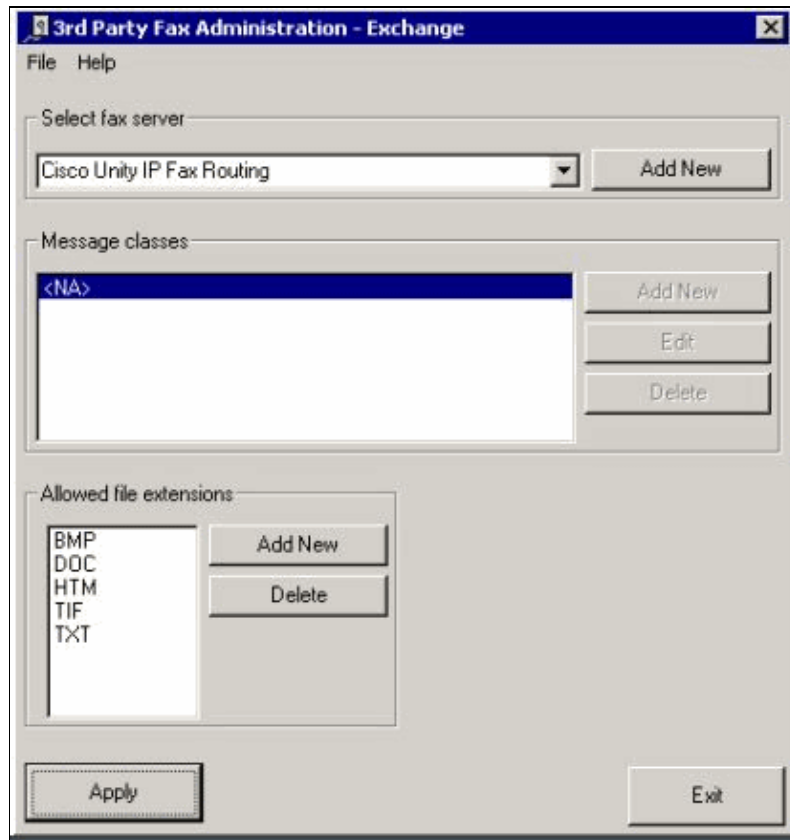 3rd Party Fax Administration - Exchange
File Help
Select fax server
Cisco Unity IP Fax Routing
Add New
Message classes
<NA>
Add New
Edit
Delete
Allowed file extensions
BMP
DOC
HTM
TIF
TXT
Add New
Delete
Apply
Exit